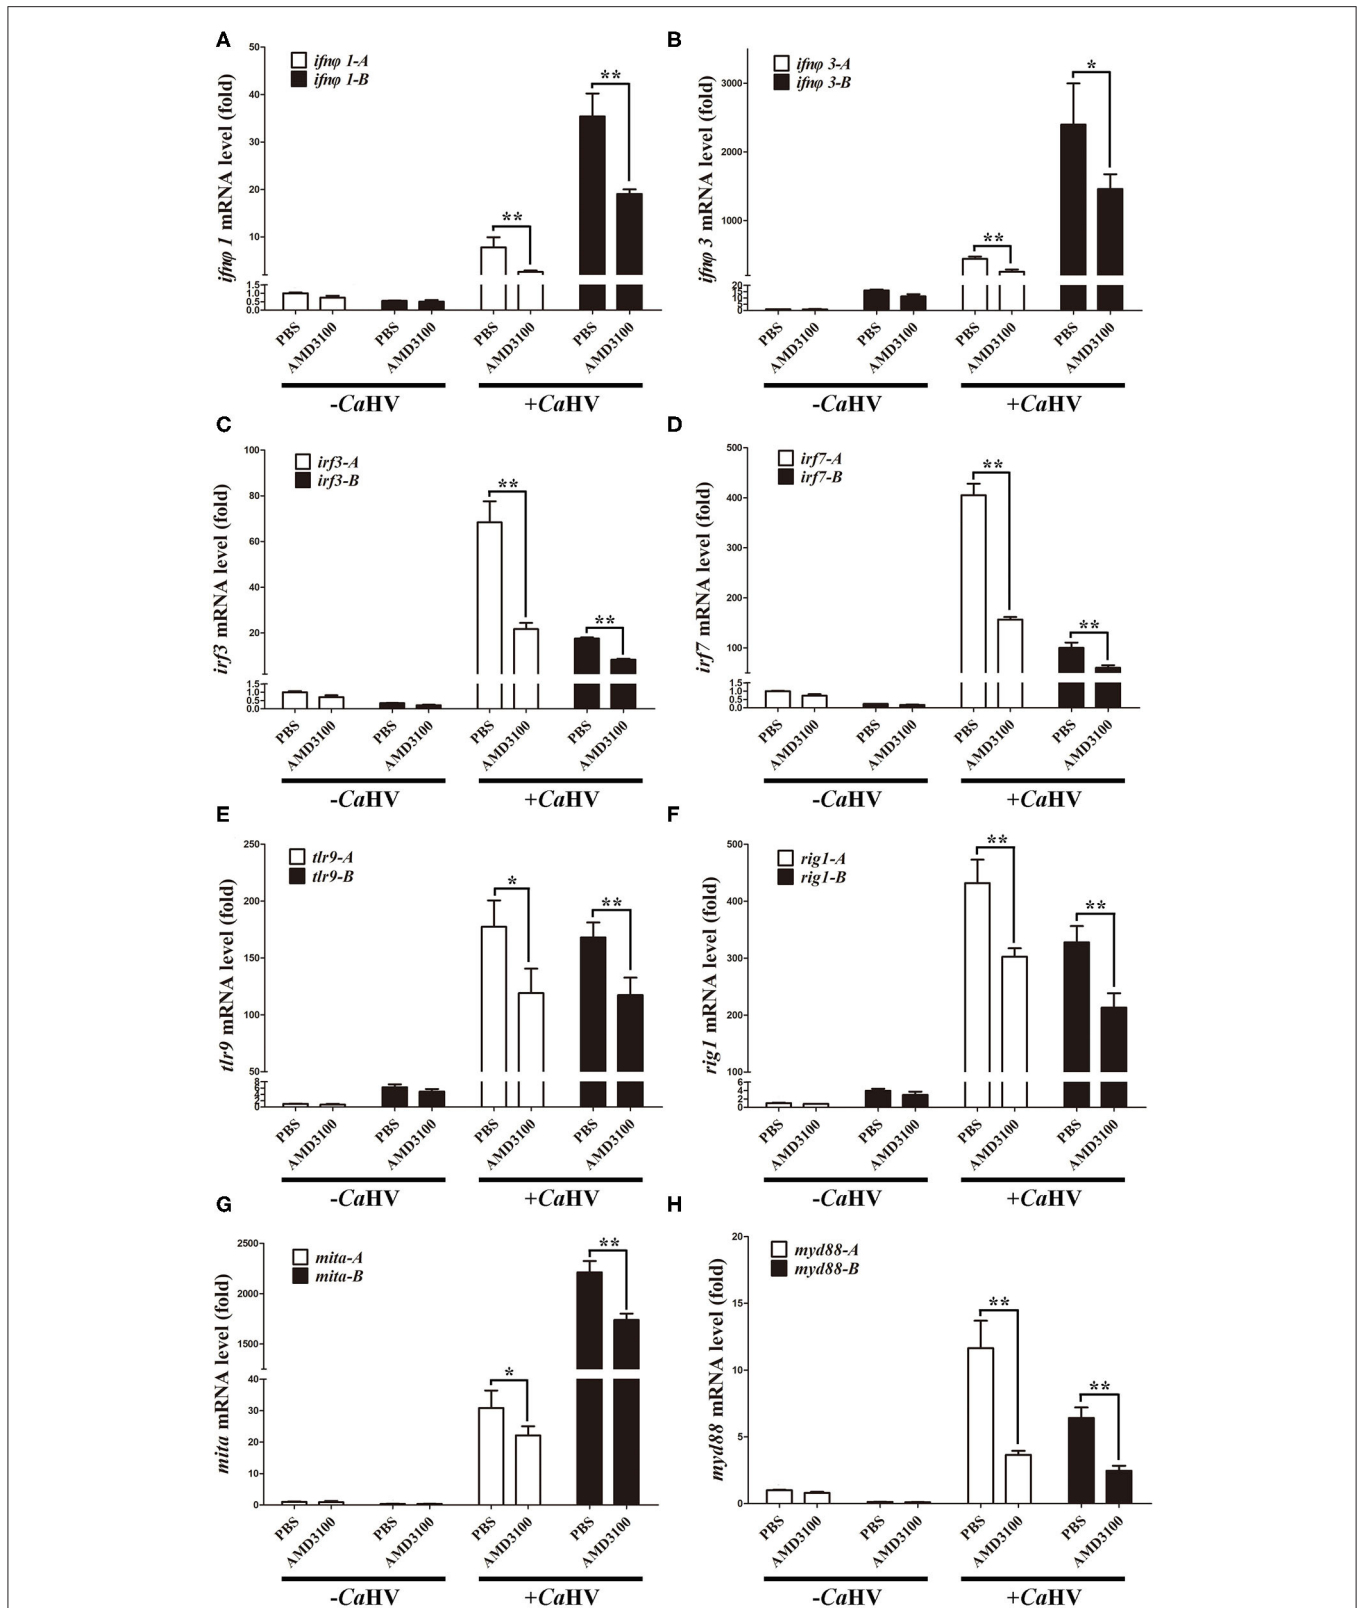 A
ifnφ 1-A
ifnφ 1-B
ifnφ 1 mRNA level (fold)
50
40
30
20
10
1.5
1.0
0.5
0.0
** **
PBS AMD3100 PBS AMD3100 PBS AMD3100 PBS AMD3100
-CaHV +CaHV
B
ifnφ 3-A
ifnφ 3-B
ifnφ 3 mRNA level (fold)
3000
2000
1000
20
15
10
5
0
** *
PBS AMD3100 PBS AMD3100 PBS AMD3100 PBS AMD3100
-CaHV +CaHV
C
irf3-A
irf3-B
irf3 mRNA level (fold)
100
80
60
40
20
1.5
1.0
0.5
0.0
** **
PBS AMD3100 PBS AMD3100 PBS AMD3100 PBS AMD3100
-CaHV +CaHV
D
irf7-A
irf7-B
irf7 mRNA level (fold)
500
400
300
200
100
1.5
1.0
0.5
0.0
** **
PBS AMD3100 PBS AMD3100 PBS AMD3100 PBS AMD3100
-CaHV +CaHV
E
tlr9-A
tlr9-B
tlr9 mRNA level (fold)
250
200
150
100
50
8
6
4
2
0
* **
PBS AMD3100 PBS AMD3100 PBS AMD3100 PBS AMD3100
-CaHV +CaHV
F
rig1-A
rig1-B
rig1 mRNA level (fold)
500
400
300
200
100
6
4
2
0
** **
PBS AMD3100 PBS AMD3100 PBS AMD3100 PBS AMD3100
-CaHV +CaHV
G
mita-A
mita-B
mita mRNA level (fold)
2500
2000
1500
40
30
20
10
0
* **
PBS AMD3100 PBS AMD3100 PBS AMD3100 PBS AMD3100
-CaHV +CaHV
H
myd88-A
myd88-B
myd88 mRNA level (fold)
20
15
10
5
0
** **
PBS AMD3100 PBS AMD3100 PBS AMD3100 PBS AMD3100
-CaHV +CaHV